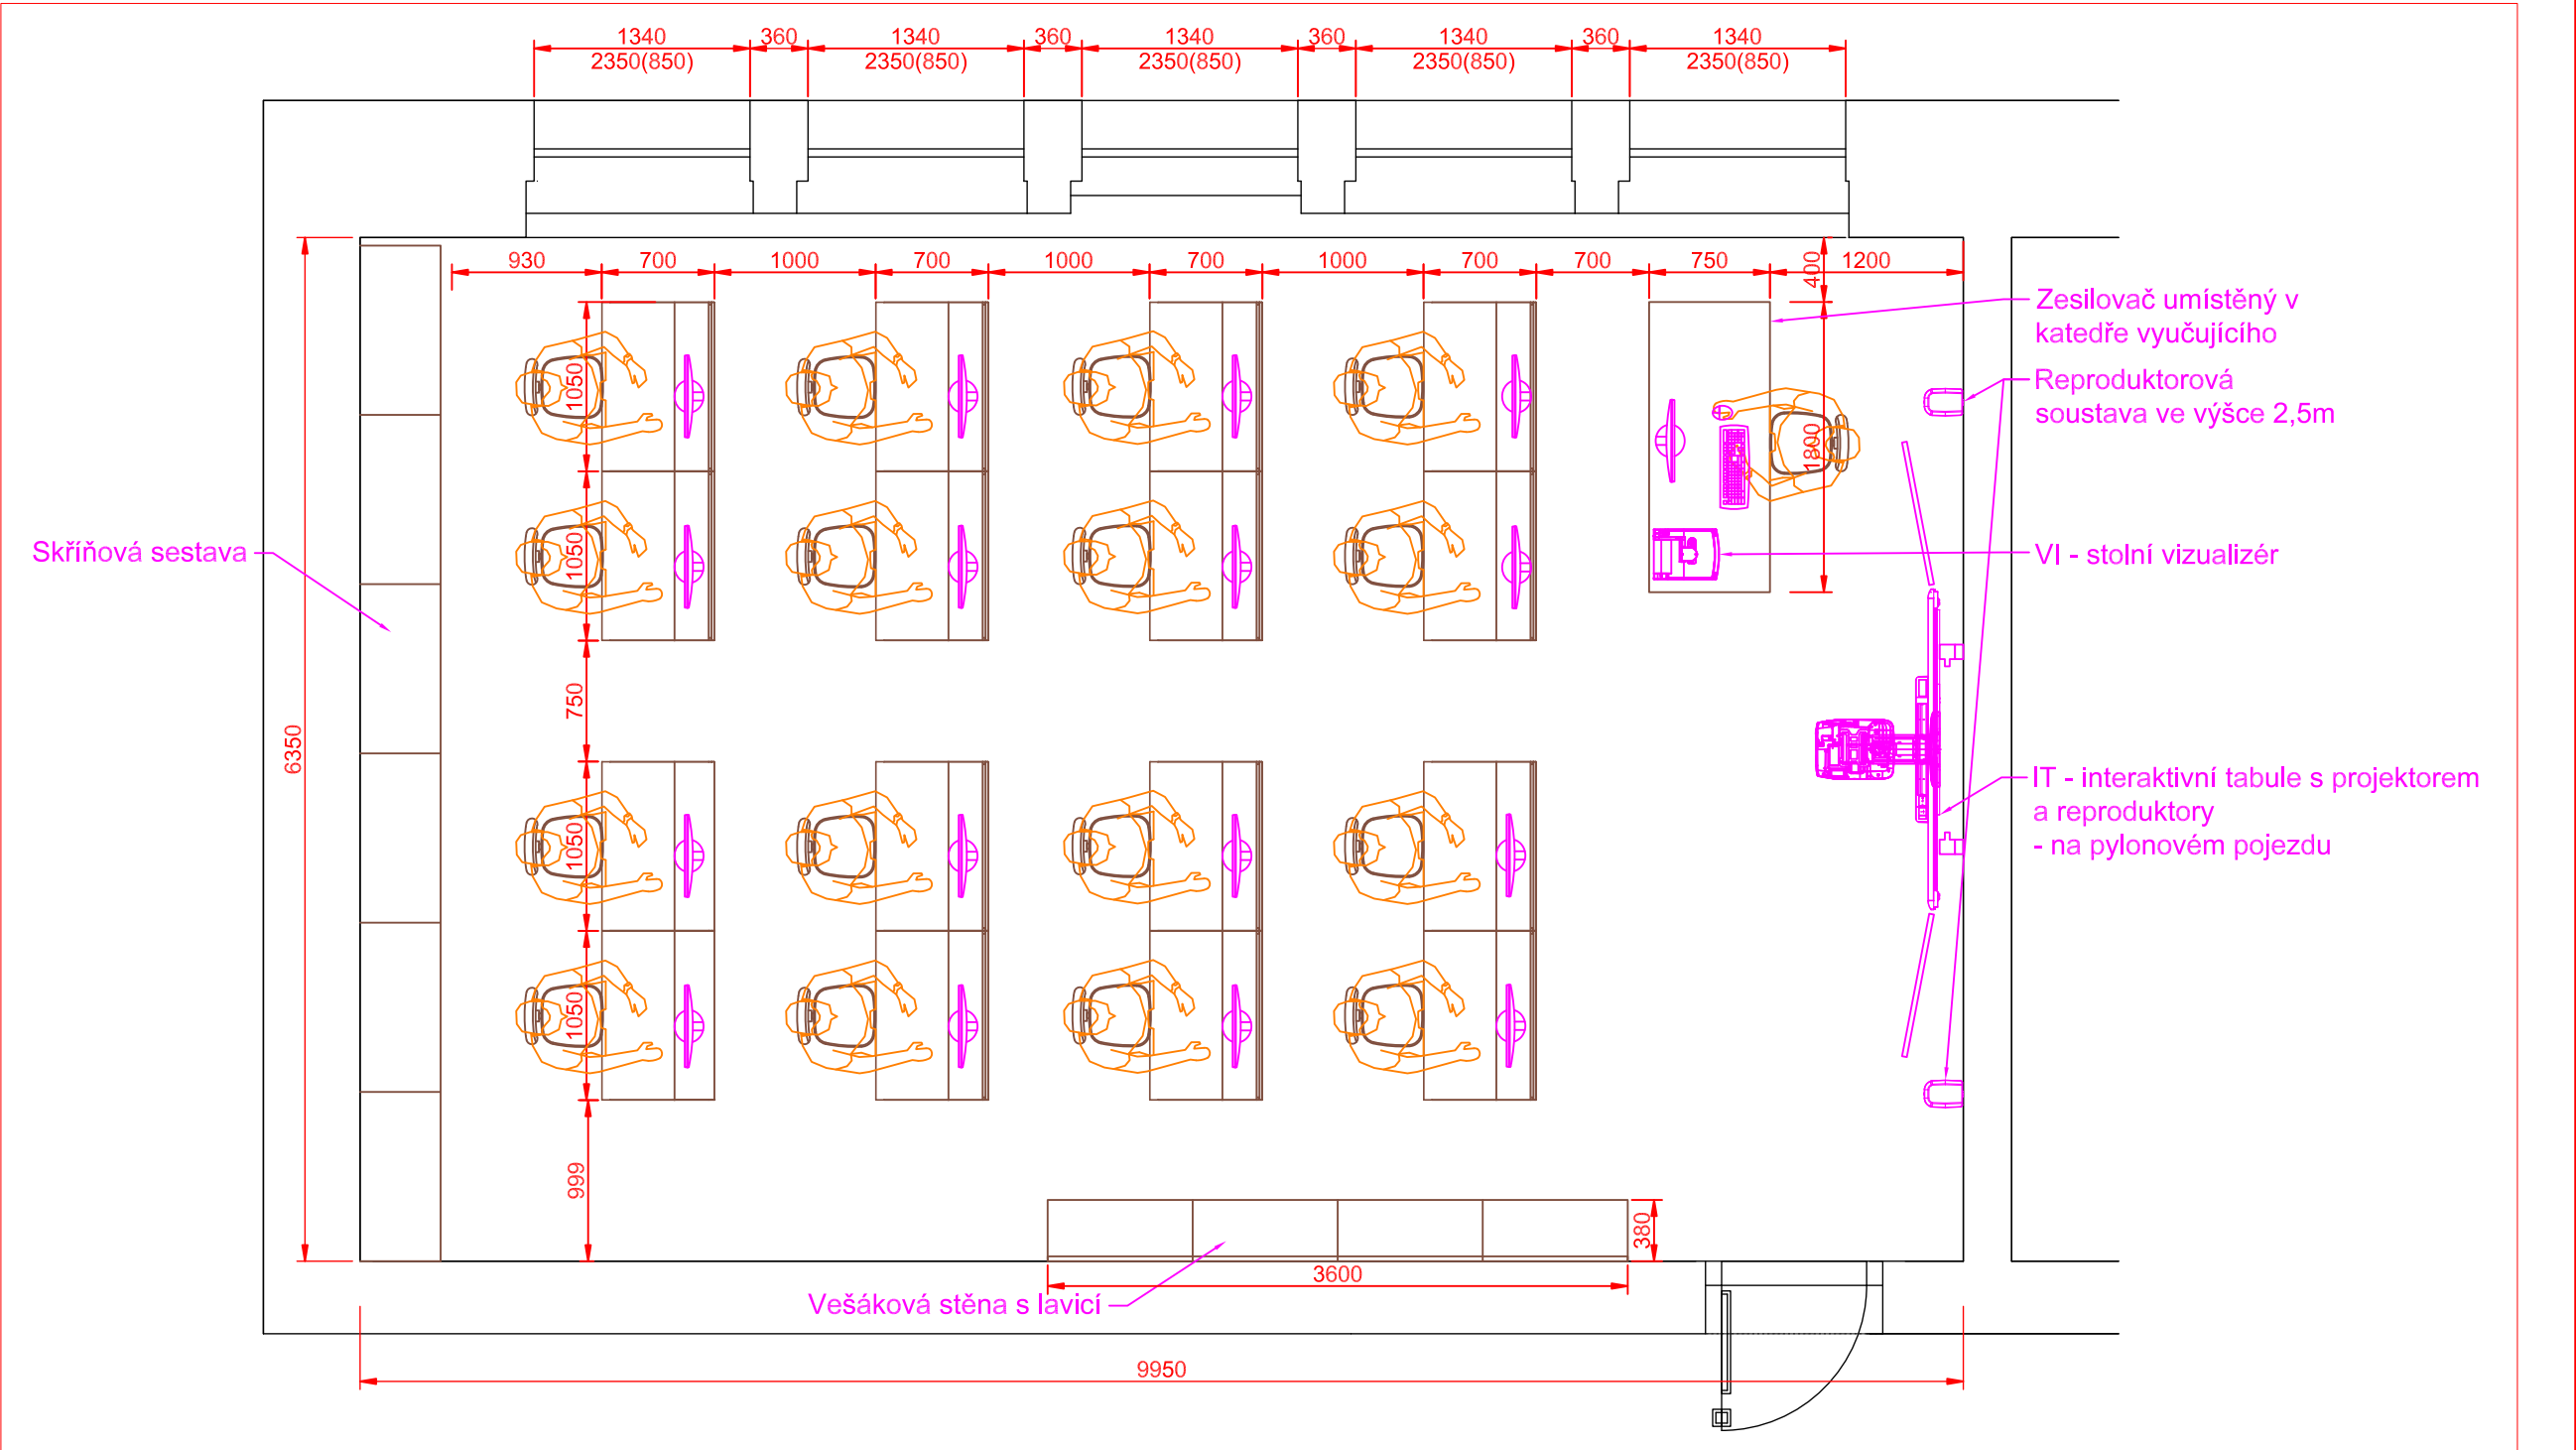 1340 360 1340 360 1340 360 1340 360 1340
2350(850) 2350(850) 2350(850) 2350(850) 2350(850)
930 700 1000 700 1000 700 1000 700 700 750 1200
400
Zesilovač umístěný v
katedře vyučujícího
Reproduktorová
soustava ve výšce 2,5m
1050
1800
Skříňová sestava
1050
VI - stolní vizualizér
750
6350
IT - interaktivní tabule s projektorem
a reproduktory
- na pylonovém pojezdu
1050
1050
999
380
3600
Vešáková stěna s lavicí
9950